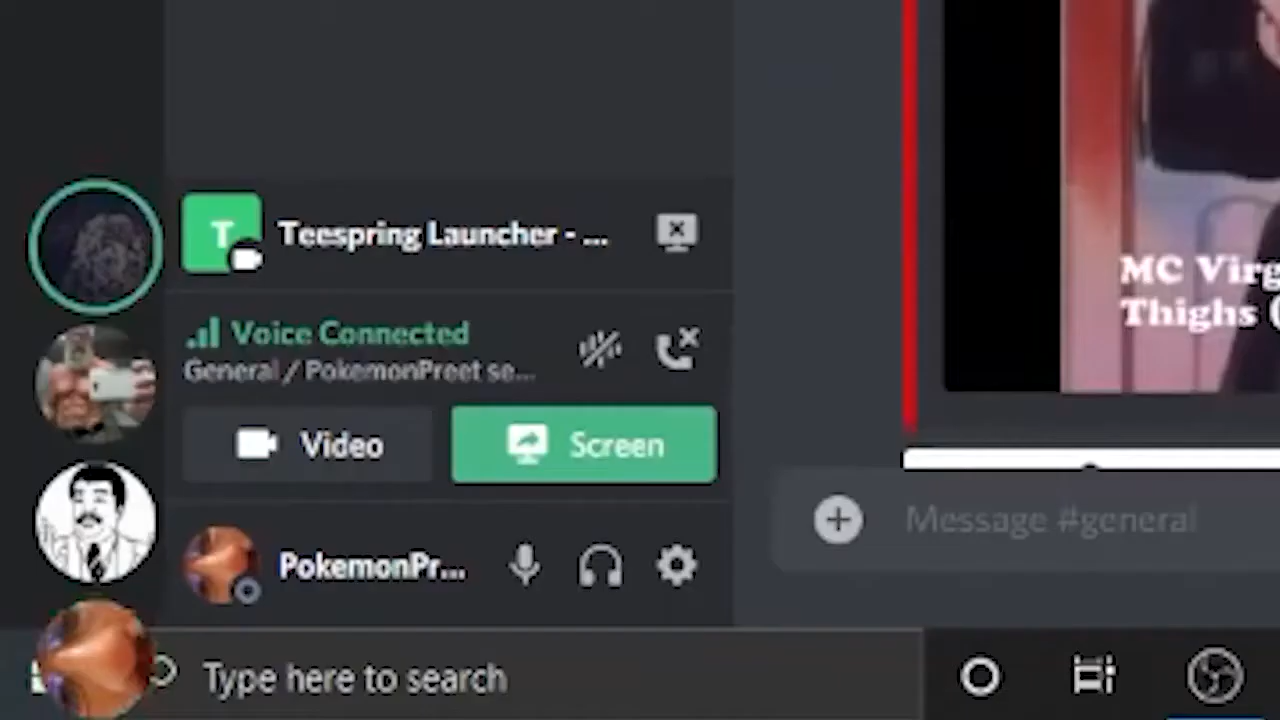 T
Teespring Launcher - ...
Voice Connected
General / PokemonPreet se...
Video
Screen
PokemonPr...
Type here to search
MC Virg
Thighs (
Message #general